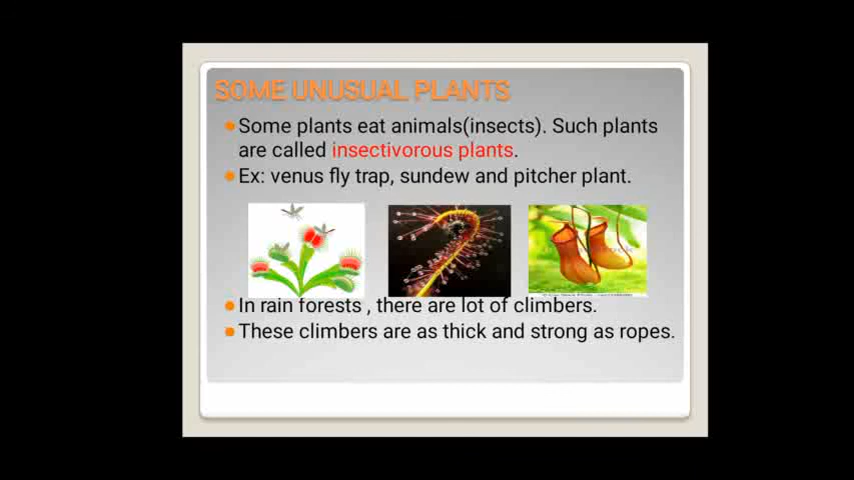 SOME UNUSUAL PLANTS
Some plants eat animals(insects). Such plants
are called insectivorous plants.
Ex: venus fly trap, sundew and pitcher plant.
In rain forests , there are lot of climbers.
These climbers are as thick and strong as ropes.